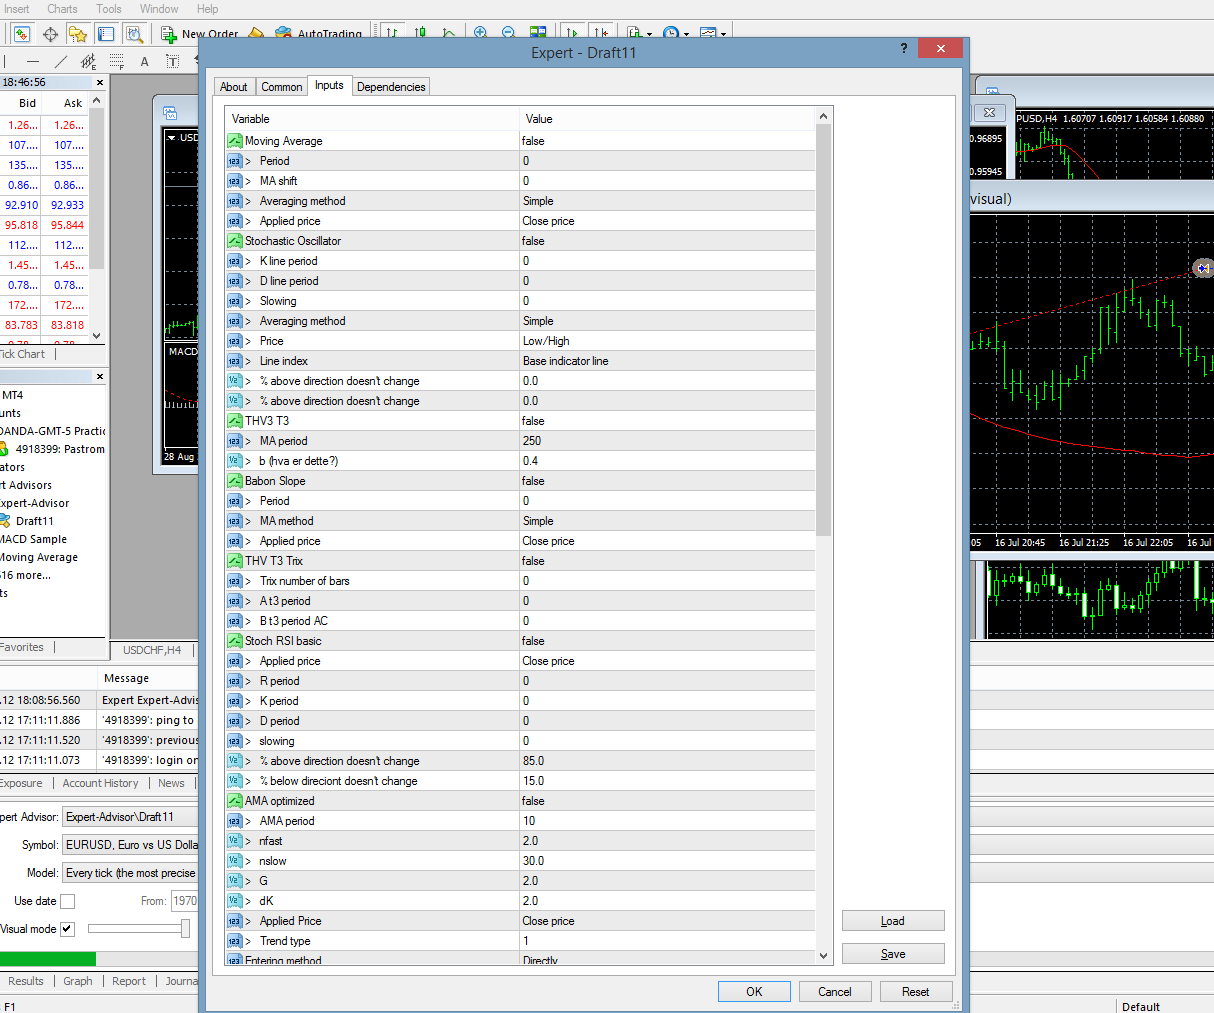 Insert Charts Tools Window Help
New Order AutoTrading
A T
18:46:56
Bid Ask
1.26... 1.26...
107.... 107....
135.... 135....
0.86... 0.86...
92.910 92.933
95.818 95.844
112.... 112....
1.45... 1.45...
0.78... 0.78...
172.... 172....
83.783 83.818
Tick Chart
MT4
unts
OANDA-GMT-5 Practic
4918399: Pastrom
ators
rt Advisors
Expert-Advisor
Draft11
MACD Sample
Moving Average
516 more...
ts
Favorites
USD
MACD
28 Aug
USDCHF,H4
Expert - Draft11
?
About Common Inputs Dependencies
Variable Value
Moving Average false
> Period 0
> MA shift 0
> Averaging method Simple
> Applied price Close price
Stochastic Oscillator false
> K line period 0
> D line period 0
> Slowing 0
> Averaging method Simple
> Price Low/High
> Line index Base indicator line
> % above direction doesn't change 0.0
> % above direction doesn't change 0.0
THV3 T3 false
> MA period 250
> b (hva er dette?) 0.4
Babon Slope false
> Period 0
> MA method Simple
> Applied price Close price
THV T3 Trix false
> Trix number of bars 0
> A t3 period 0
> B t3 period AC 0
Stoch RSI basic false
> Applied price Close price
> R period 0
> K period 0
> D period 0
> slowing 0
> % above direction doesn't change 85.0
> % below direciont doesn't change 15.0
AMA optimized false
> AMA period 10
> nfast 2.0
> nslow 30.0
> G 2.0
> dK 2.0
> Applied Price Close price
> Trend type 1
Entering method Directly
Load
Save
OK Cancel Reset
0.96895
0.95945
PUSD,H4 1.60707 1.60917 1.60584 1.60880
visual)
05 16 Jul 20:45 16 Jul 21:25 16 Jul 22:05 16 Jul
Message
.12 18:08:56.560 Expert Expert-Advis
.12 17:11:11.886 '4918399': ping to
.12 17:11:11.520 '4918399': previous
.12 17:11:11.073 '4918399': login on
Exposure Account History News
pert Advisor: Expert-Advisor\Draft11
Symbol: EURUSD, Euro vs US Dolla
Model: Every tick (the most precise
Use date From: 1970
Visual mode
Results Graph Report Journa
s F1
Default